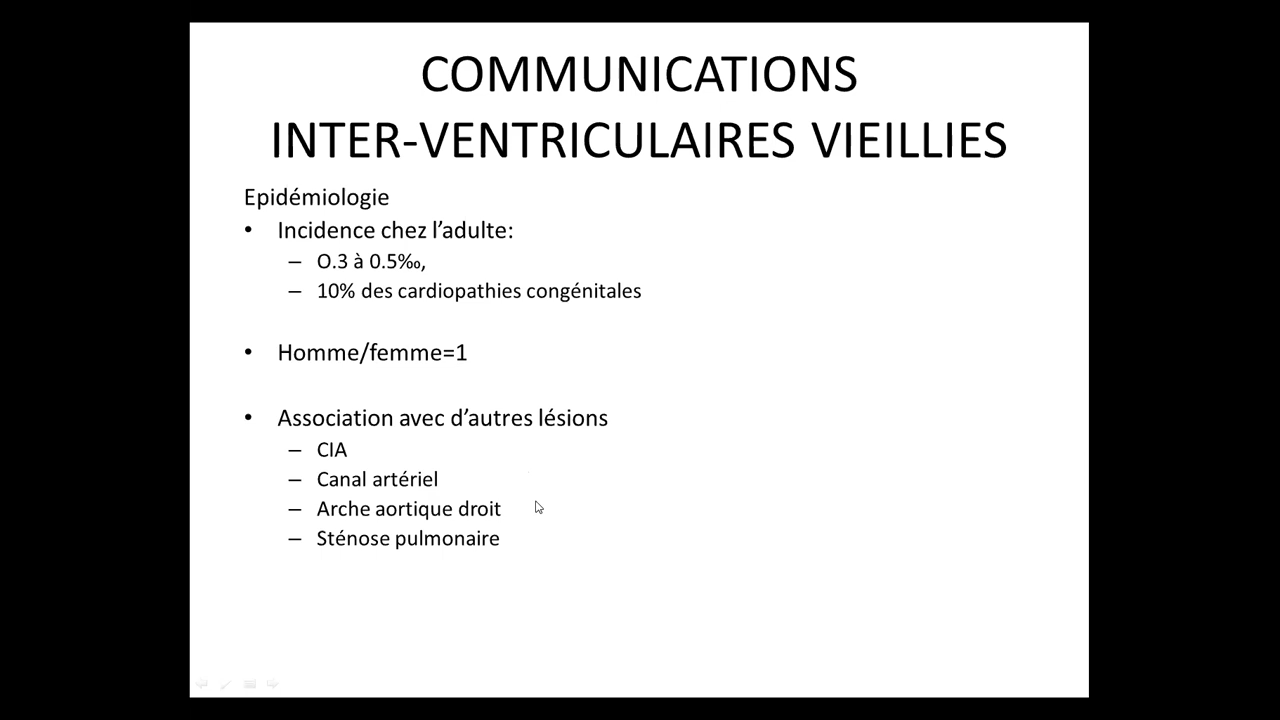 COMMUNICATIONS
INTER-VENTRICULAIRES VIEILLIES
Epidémiologie
• Incidence chez l’adulte:
– O.3 à 0.5‰,
– 10% des cardiopathies congénitales
• Homme/femme=1
• Association avec d’autres lésions
– CIA
– Canal artériel
– Arche aortique droit
– Sténose pulmonaire